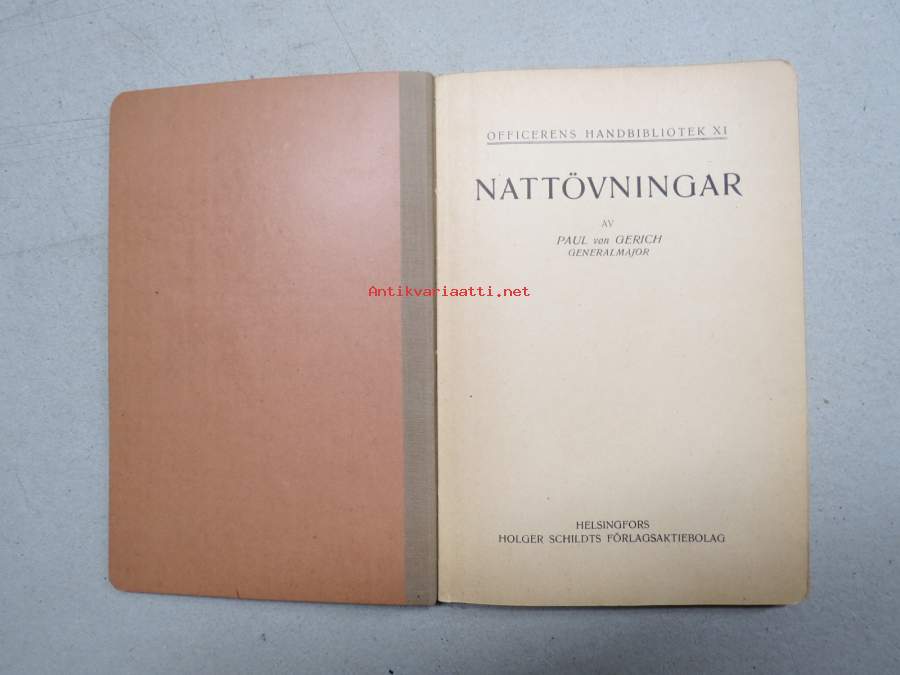 OFFICERENS HANDBIBLIOTEK XI
NATTÖVNINGAR
AV
PAUL von GERICH
GENERALMAJOR
Antikvariaatti.net
HELSINGFORS
HOLGER SCHILDTS FÖRLAGSAKTIEBOLAG